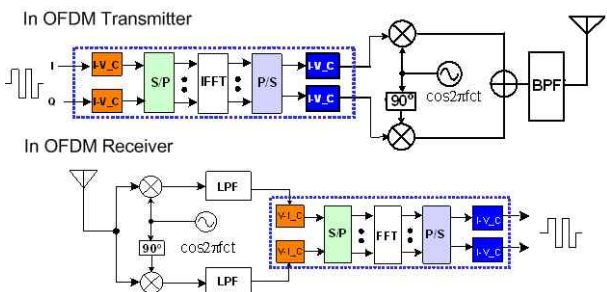 In OFDM Transmitter
I
Q
I-V_C
I-V_C
S/P
IFFT
P/S
I-V_C
I-V_C
90°
cos2πfct
BPF
In OFDM Receiver
90°
cos2πfct
LPF
LPF
V-I_C
V-I_C
S/P
FFT
P/S
I-V_C
I-V_C